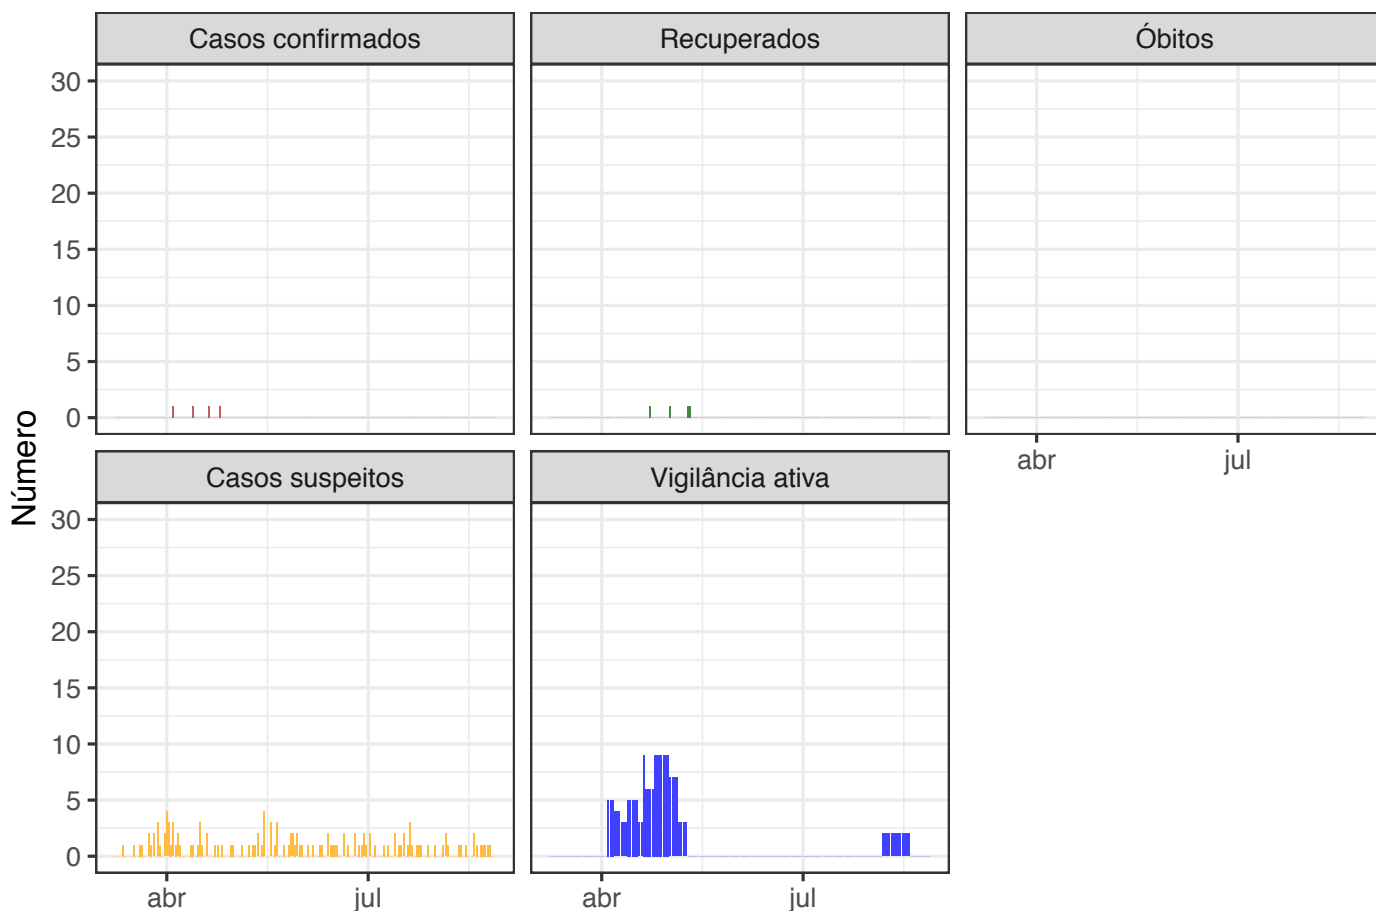 Casos confirmados
Recuperados
Óbitos
30
25
20
15
10
5
0
abr
jul
Número
Casos suspeitos
Vigilância ativa
30
25
20
15
10
5
0
abr
jul
abr
jul